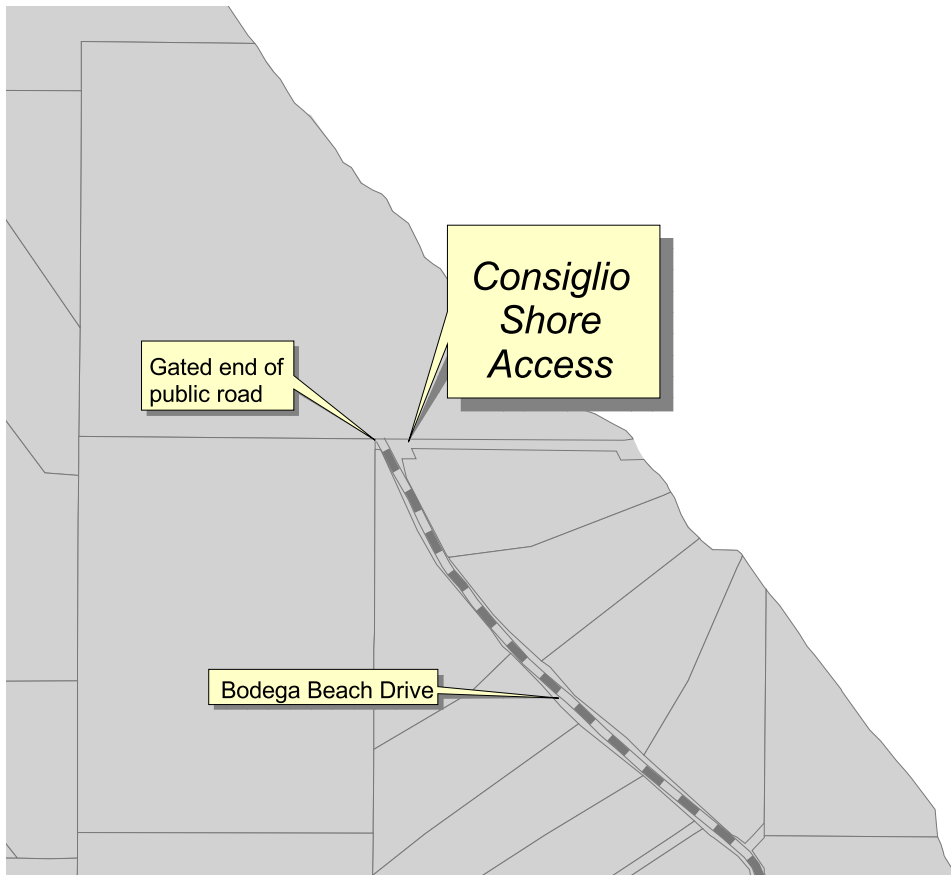 Consiglio
Shore
Access
Gated end of
public road
Bodega Beach Drive